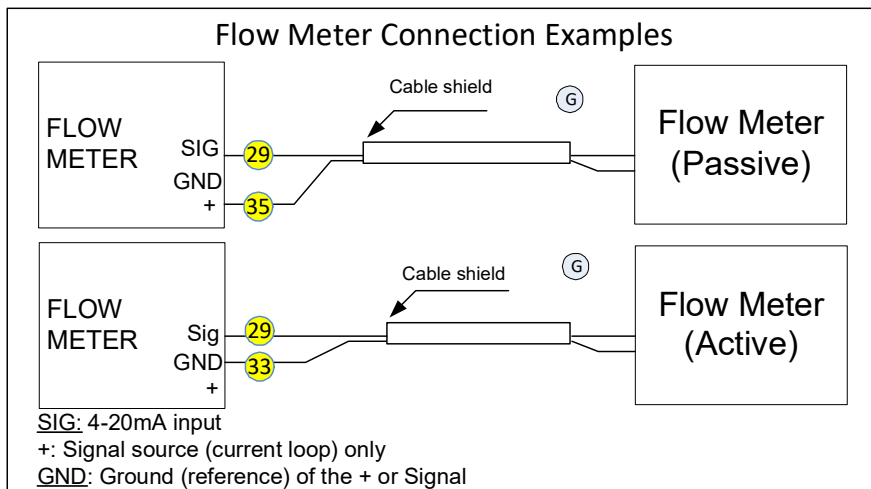 Flow Meter Connection Examples
Cable shield
G
FLOW
METER
SIG
29
GND
+
35
Flow Meter
(Passive)
Cable shield
G
FLOW
METER
Sig
29
GND
33
+
Flow Meter
(Active)
SIG: 4-20mA input
+: Signal source (current loop) only
GND: Ground (reference) of the + or Signal